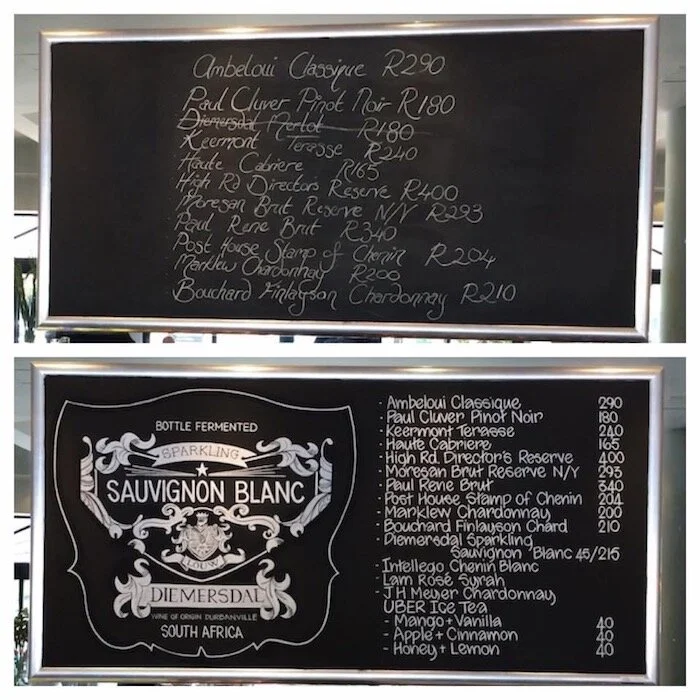 Ambeloui Classique R290
Paul Cluver Pinot Noir R180
Diemersdal Merlot R180
Keermont Terasse R240
Haute Cabriere R165
High Rd Directors Reserve R400
Moresan Brut Reserve N/V R293
Paul Rene Brut R340
Post House Stamp of Chenin R204
Marklew Chardonnay R200
Bouchard Finlayson Chardonnay R210
BOTTLE FERMENTED
SPARKLING
SAUVIGNON BLANC
LOUW
DIEMERSDAL
WINE OF ORIGIN DURBANVILLE
SOUTH AFRICA
· Ambeloui Classique 290
· Paul Cluver Pinot Noir 180
· Keermont Terasse 240
· Haute Cabriere 165
· High Rd. Director's Reserve 400
· Moresan Brut Reserve N/Y 293
· Paul Rene Brut 340
· Post House Stamp of Chenin 204
· Marklew Chardonnay 200
· Bouchard Finlayson Chard 210
· Diemersdal Sparkling
Sauvignon Blanc 45/215
· Intellego Chenin Blanc
· Lam Rosé Syrah
· JH Meyer Chardonnay
UBER Ice Tea
- Mango + Vanilla 40
- Apple + Cinnamon 40
- Honey + Lemon 40